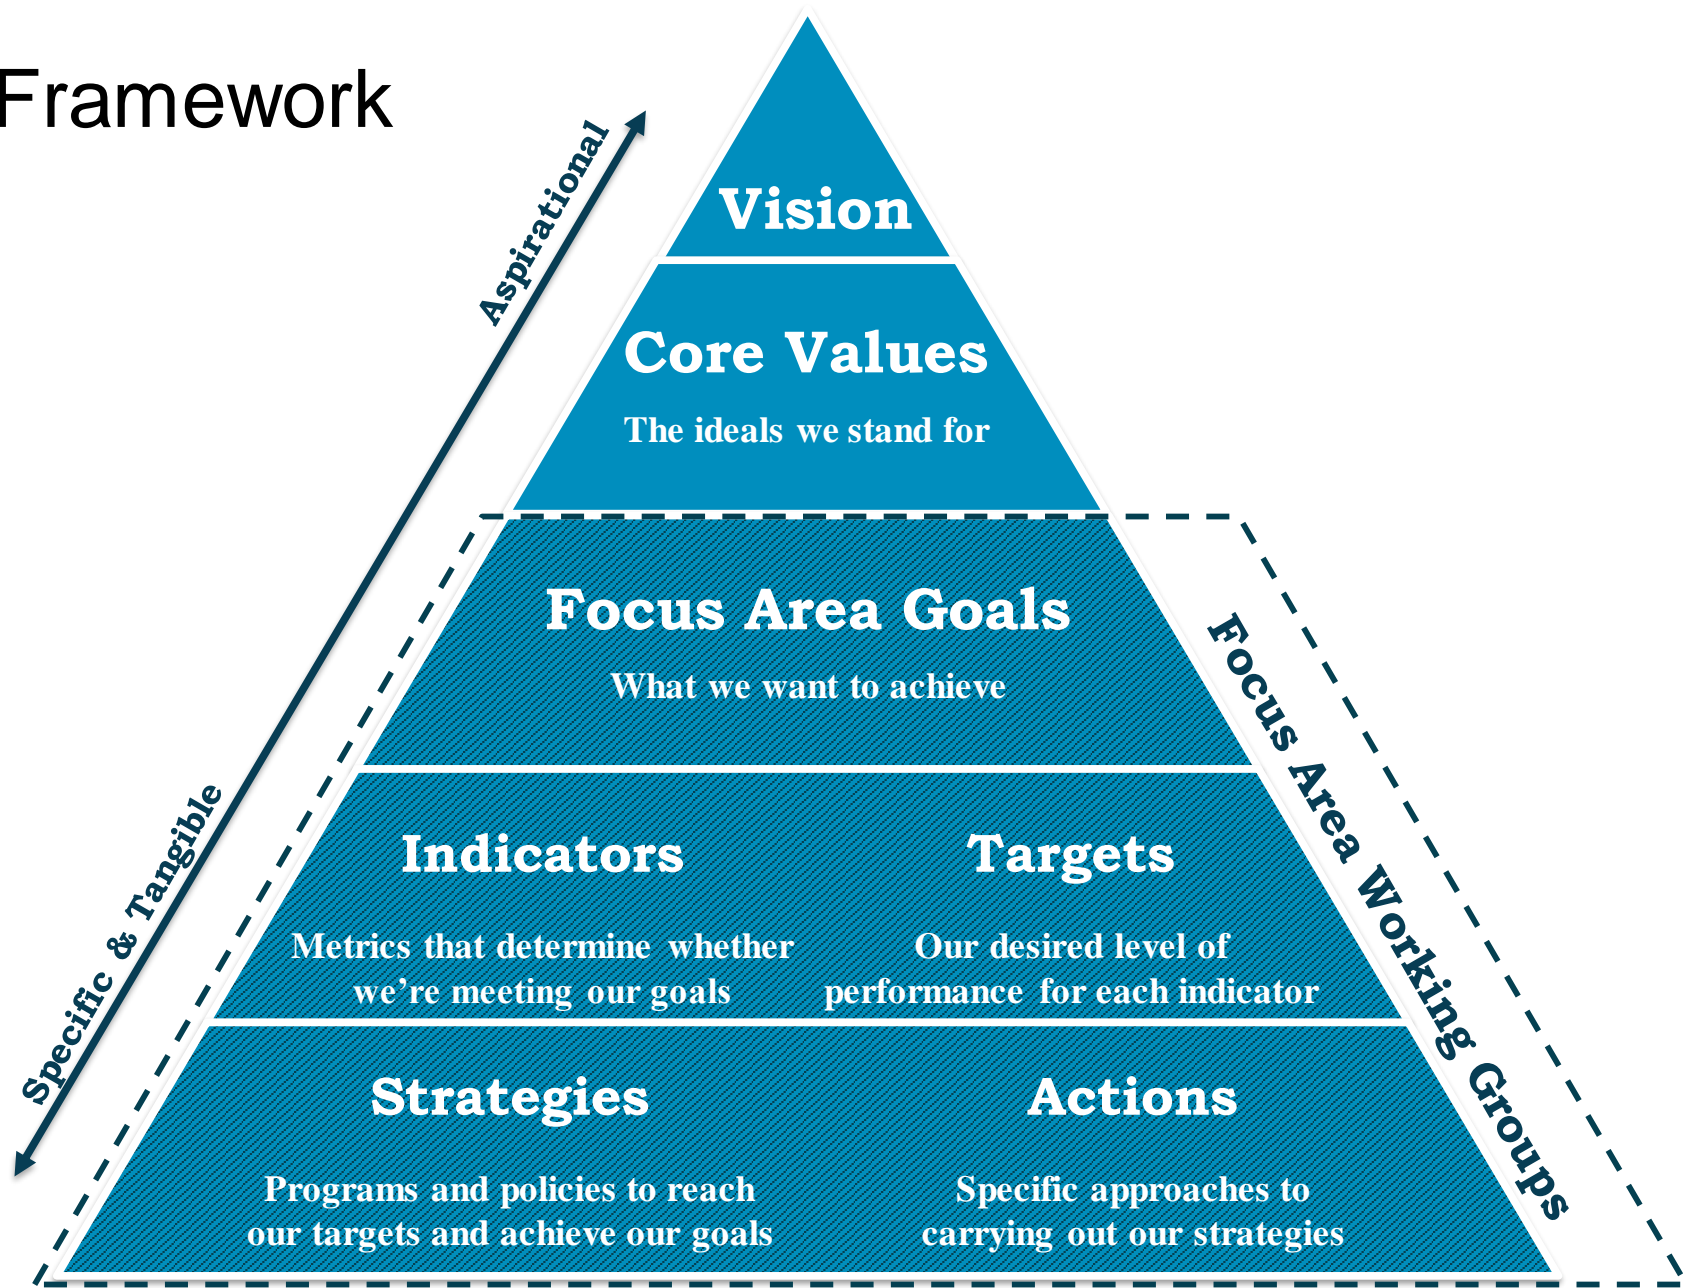 Framework
Aspirational
Specific & Tangible
Vision
Core Values
The ideals we stand for
Focus Area Goals
What we want to achieve
Indicators
Metrics that determine whether
we’re meeting our goals
Targets
Our desired level of
performance for each indicator
Strategies
Programs and policies to reach
our targets and achieve our goals
Actions
Specific approaches to
carrying out our strategies
Focus Area Working Groups